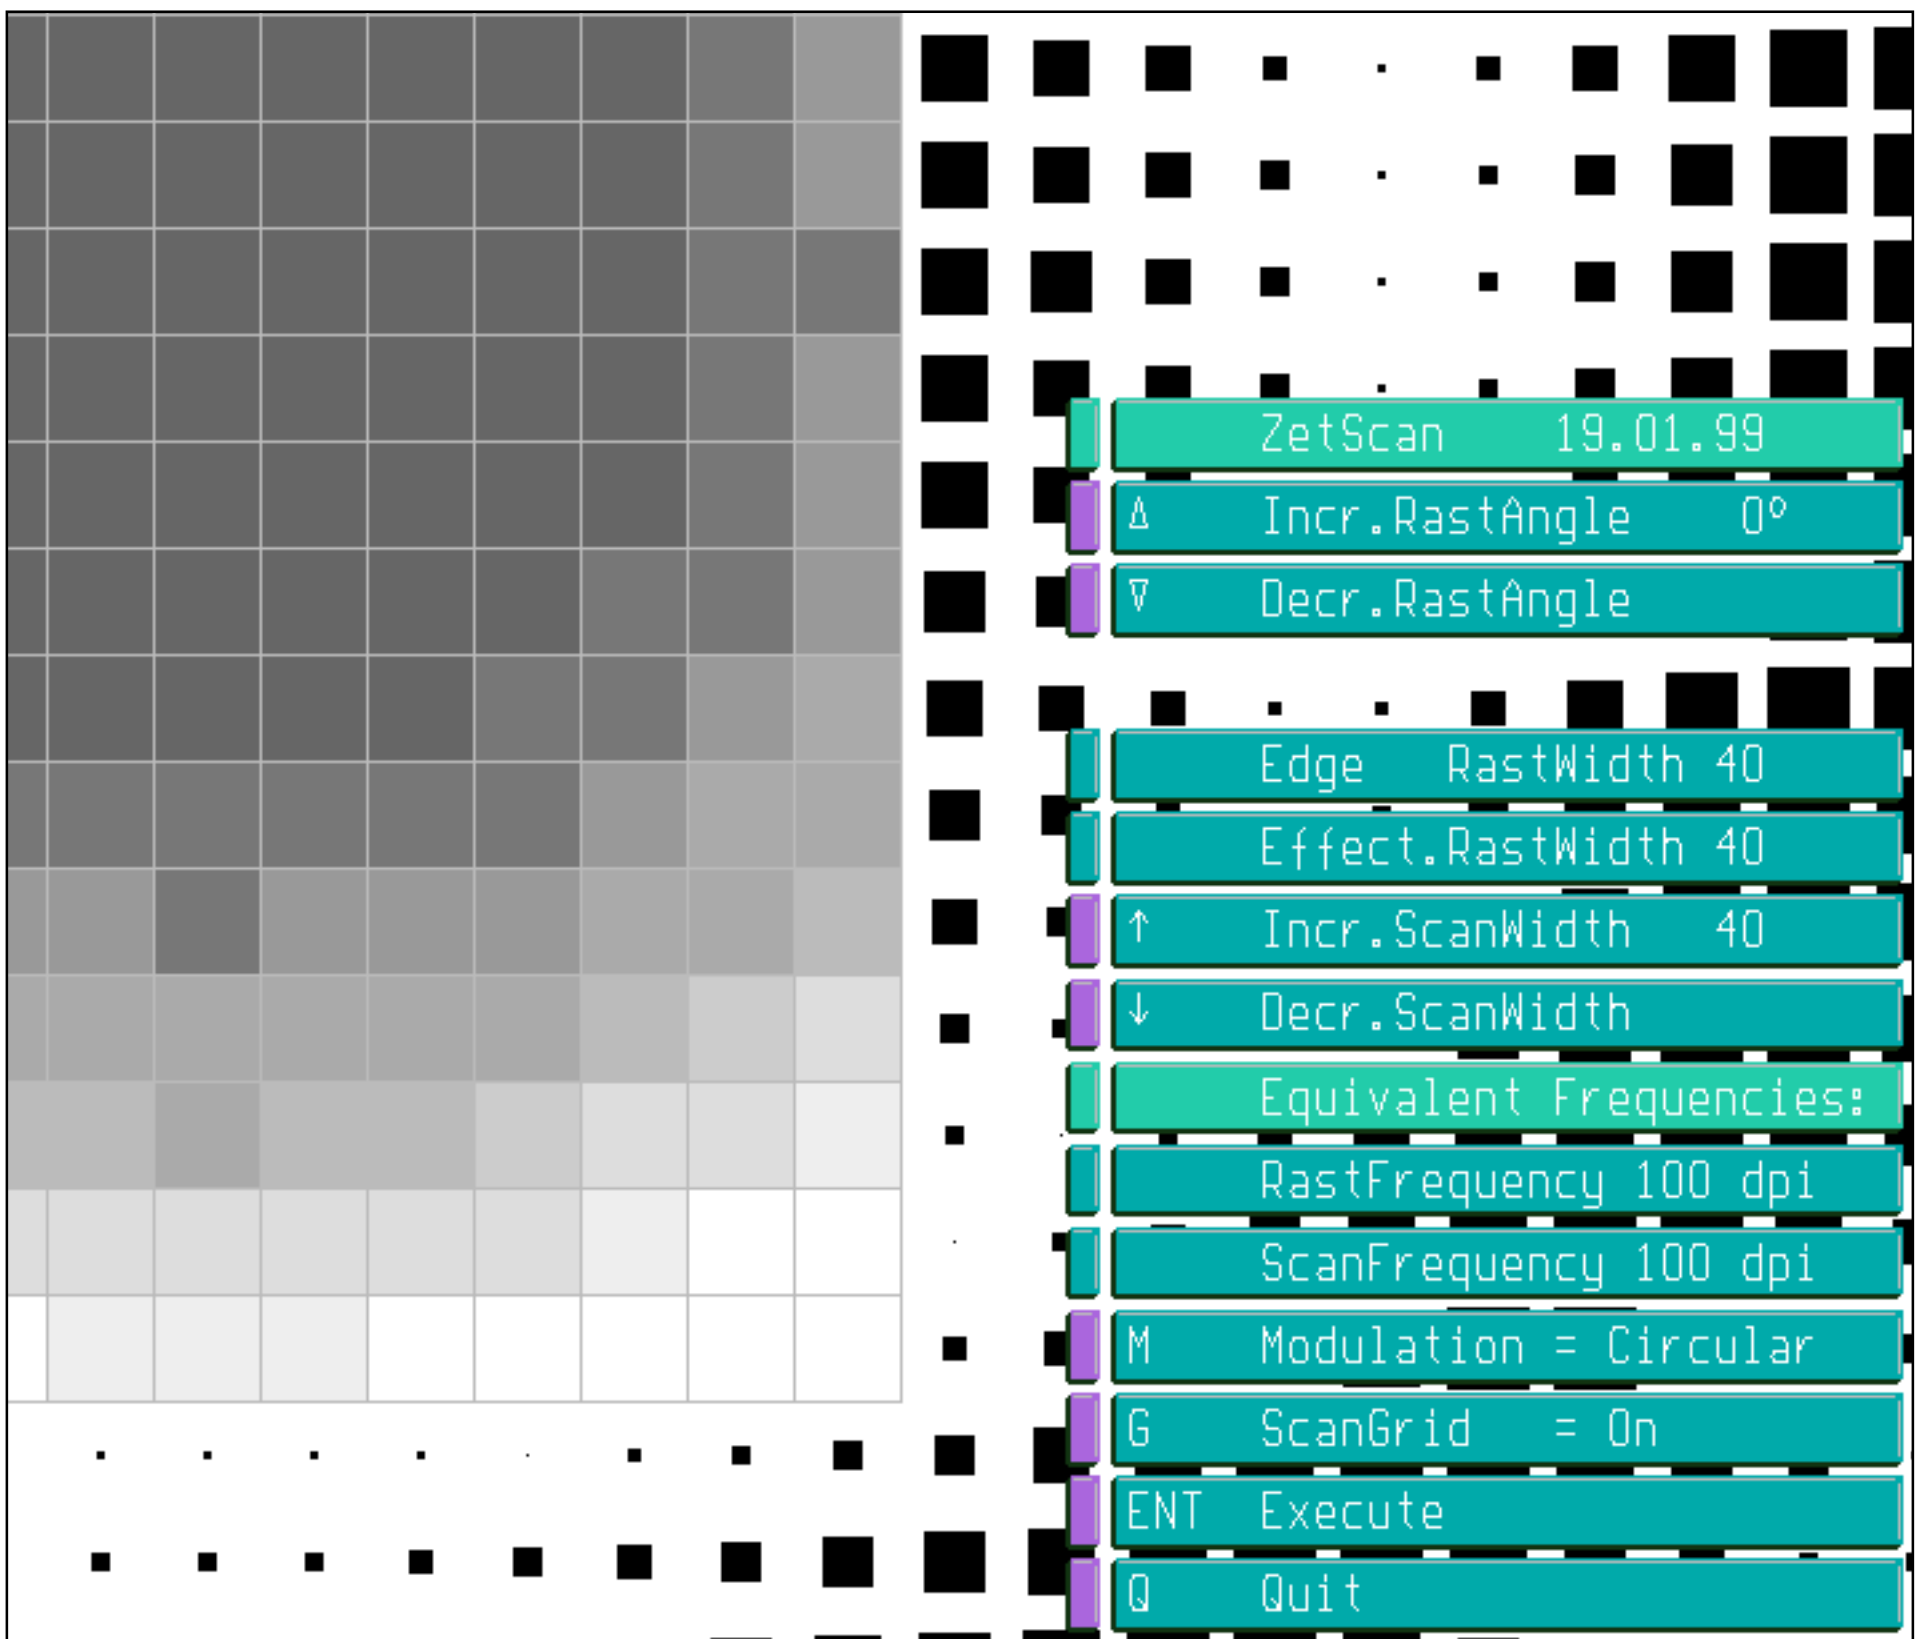 ZetScan 19.01.99
Δ Incr.RastAngle 0º
∇ Decr.RastAngle
Edge RastWidth 40
Effect.RastWidth 40
↑ Incr.ScanWidth 40
↓ Decr.ScanWidth
Equivalent Frequencies:
RastFrequency 100 dpi
ScanFrequency 100 dpi
M Modulation = Circular
G ScanGrid = On
ENT Execute
Q Quit